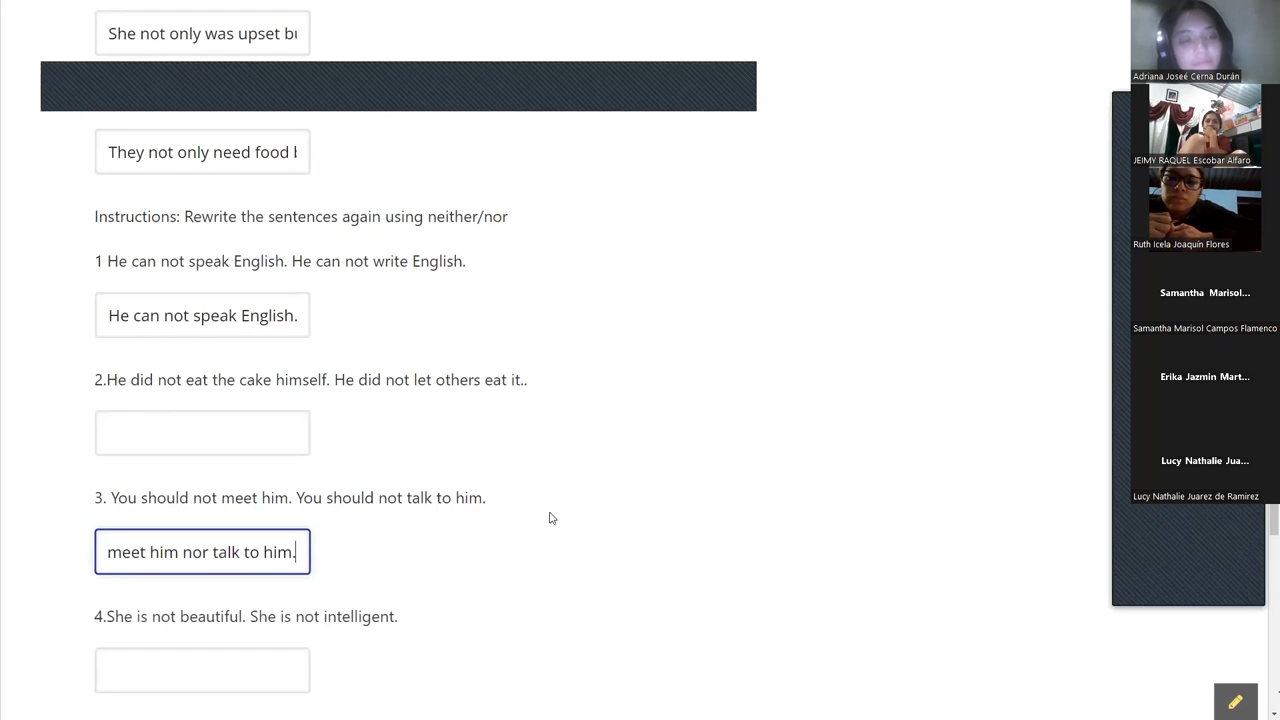 She not only was upset bu
They not only need food b
Instructions: Rewrite the sentences again using neither/nor
1 He can not speak English. He can not write English.
He can not speak English.
2.He did not eat the cake himself. He did not let others eat it..
3. You should not meet him. You should not talk to him.
meet him nor talk to him.
4.She is not beautiful. She is not intelligent.
Adriana Joseé Cerna Durán
JEIMY RAQUEL Escobar Alfaro
Ruth Icela Joaquín Flores
Samantha Marisol...
Samantha Marisol Campos Flamenco
Erika Jazmin Mart...
Lucy Nathalie Jua...
Lucy Nathalie Juarez de Ramirez